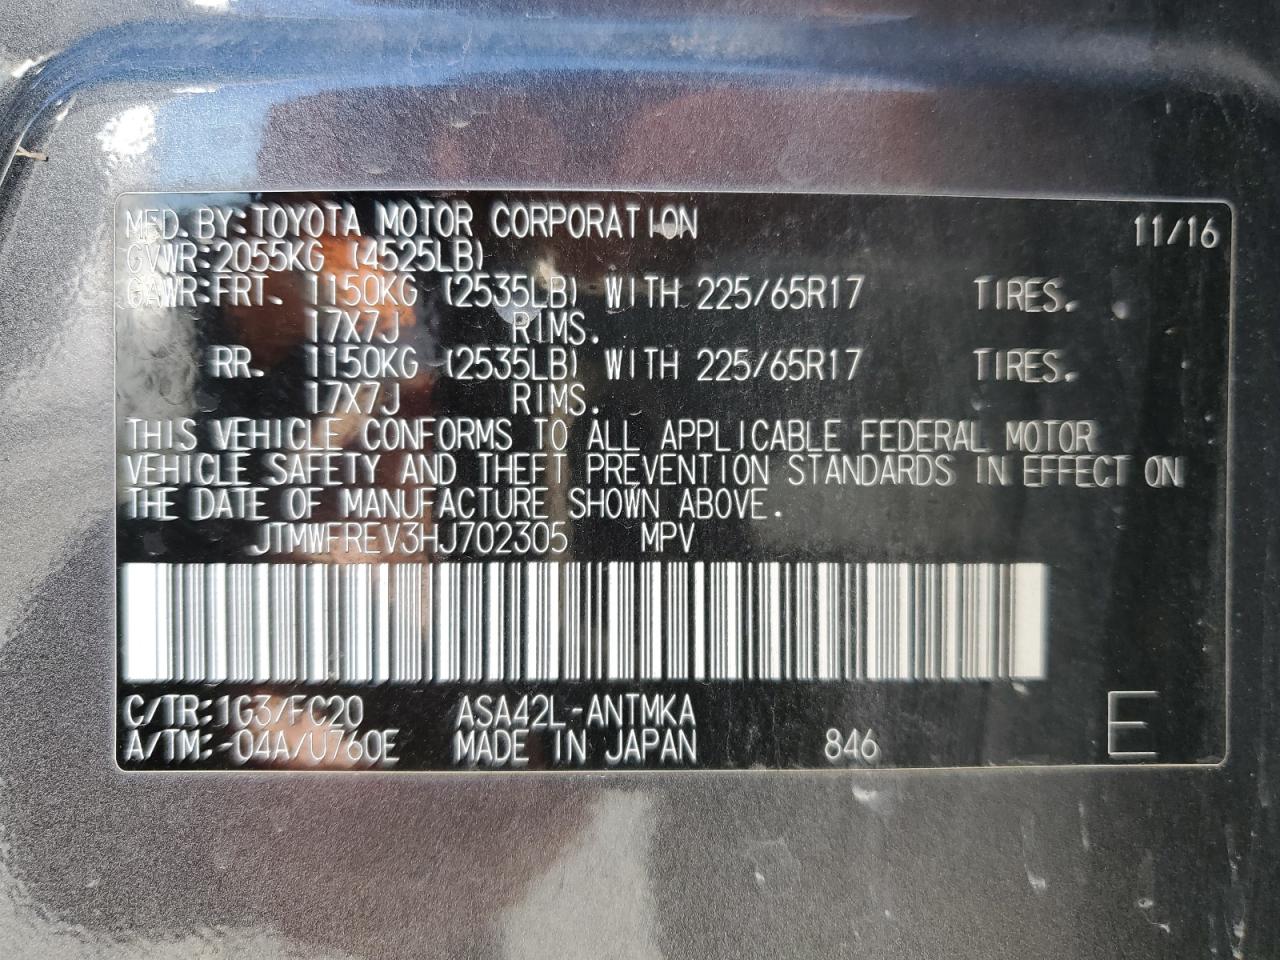 MFD. BY: TOYOTA MOTOR CORPORATION 11/16
GVWR: 2055KG (4525LB)
GAWR: FRT. 1150KG (2535LB) WITH 225/65R17 TIRES.
17X7J RIMS.
RR. 1150KG (2535LB) WITH 225/65R17 TIRES.
17X7J RIMS.
THIS VEHICLE CONFORMS TO ALL APPLICABLE FEDERAL MOTOR
VEHICLE SAFETY AND THEFT PREVENTION STANDARDS IN EFFECT ON
THE DATE OF MANUFACTURE SHOWN ABOVE.
JTMWFREV3HJ702305 MPV
C/TR: 1G3/FC20 ASA42L-ANTMKA
A/TM: -04A/U760E MADE IN JAPAN 846 E